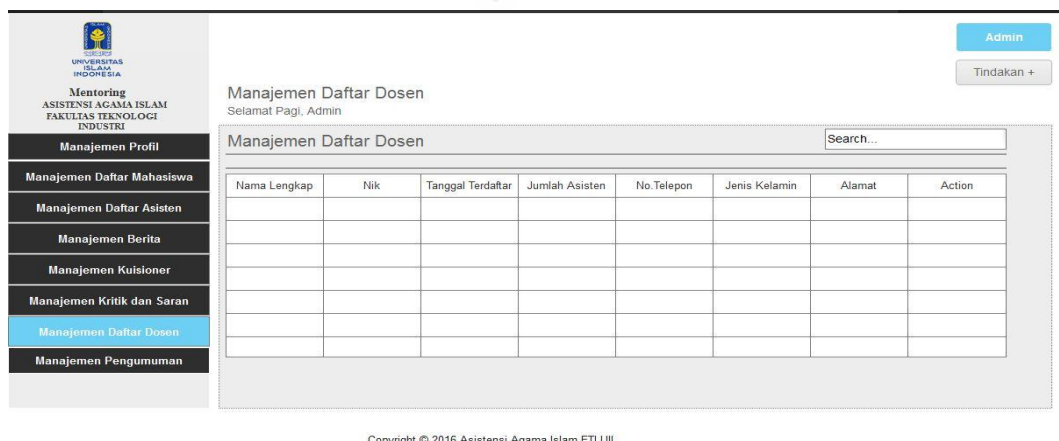 UNIVERSITAS
ISLAM
INDONESIA
Mentoring
ASISTENSI AGAMA ISLAM
FAKULTAS TEKNOLOGI
INDUSTRI
Manajemen Profil
Manajemen Daftar Mahasiswa
Manajemen Daftar Asisten
Manajemen Berita
Manajemen Kuisioner
Manajemen Kritik dan Saran
Manajemen Daftar Dosen
Manajemen Pengumuman
Admin
Tindakan +
Manajemen Daftar Dosen
Selamat Pagi, Admin
Manajemen Daftar Dosen
Search...
Nama Lengkap Nik Tanggal Terdaftar Jumlah Asisten No.Telepon Jenis Kelamin Alamat Action
Copyright © 2016 Asistensi Agama Islam FTI UII